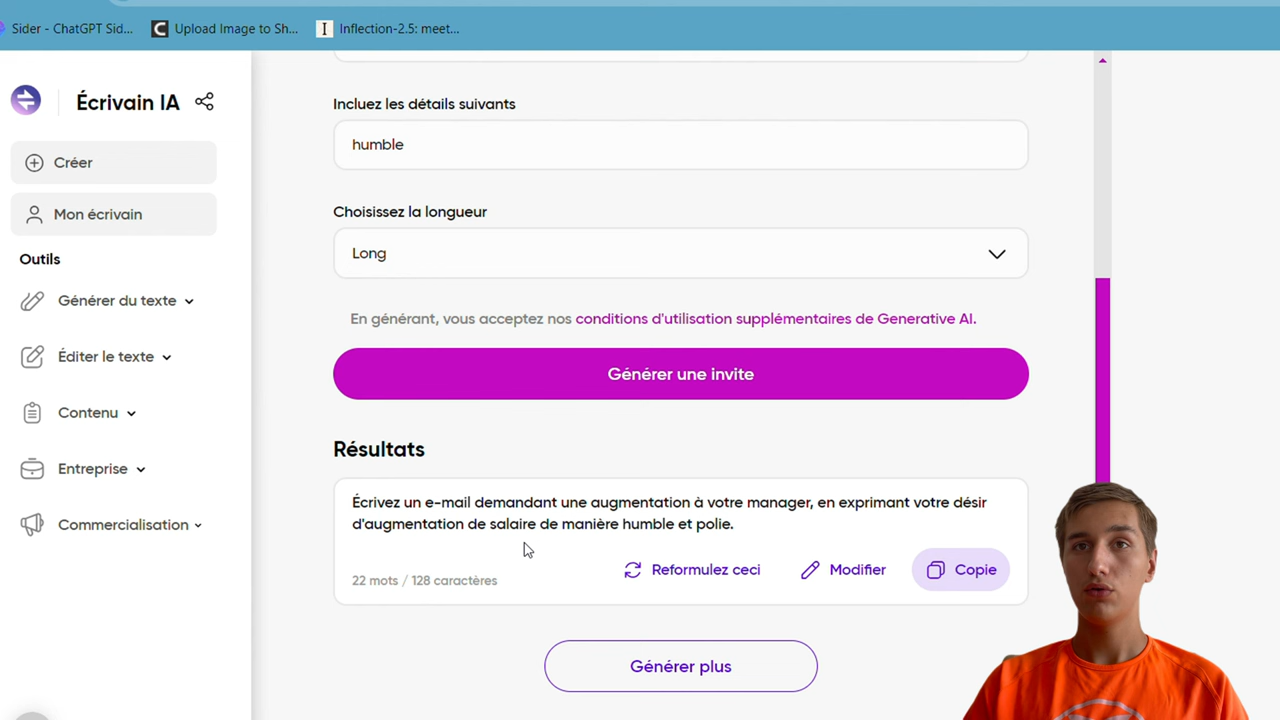 Sider - ChatGPT Sid...
Upload Image to Sh...
Inflection-2.5: meet...
Écrivain IA
Créer
Mon écrivain
Outils
Générer du texte
Éditer le texte
Contenu
Entreprise
Commercialisation
Incluez les détails suivants
humble
Choisissez la longueur
Long
En générant, vous acceptez nos conditions d'utilisation supplémentaires de Generative AI.
Générer une invite
Résultats
Écrivez un e-mail demandant une augmentation à votre manager, en exprimant votre désir
d'augmentation de salaire de manière humble et polie.
22 mots / 128 caractères
Reformulez ceci
Modifier
Copie
Générer plus